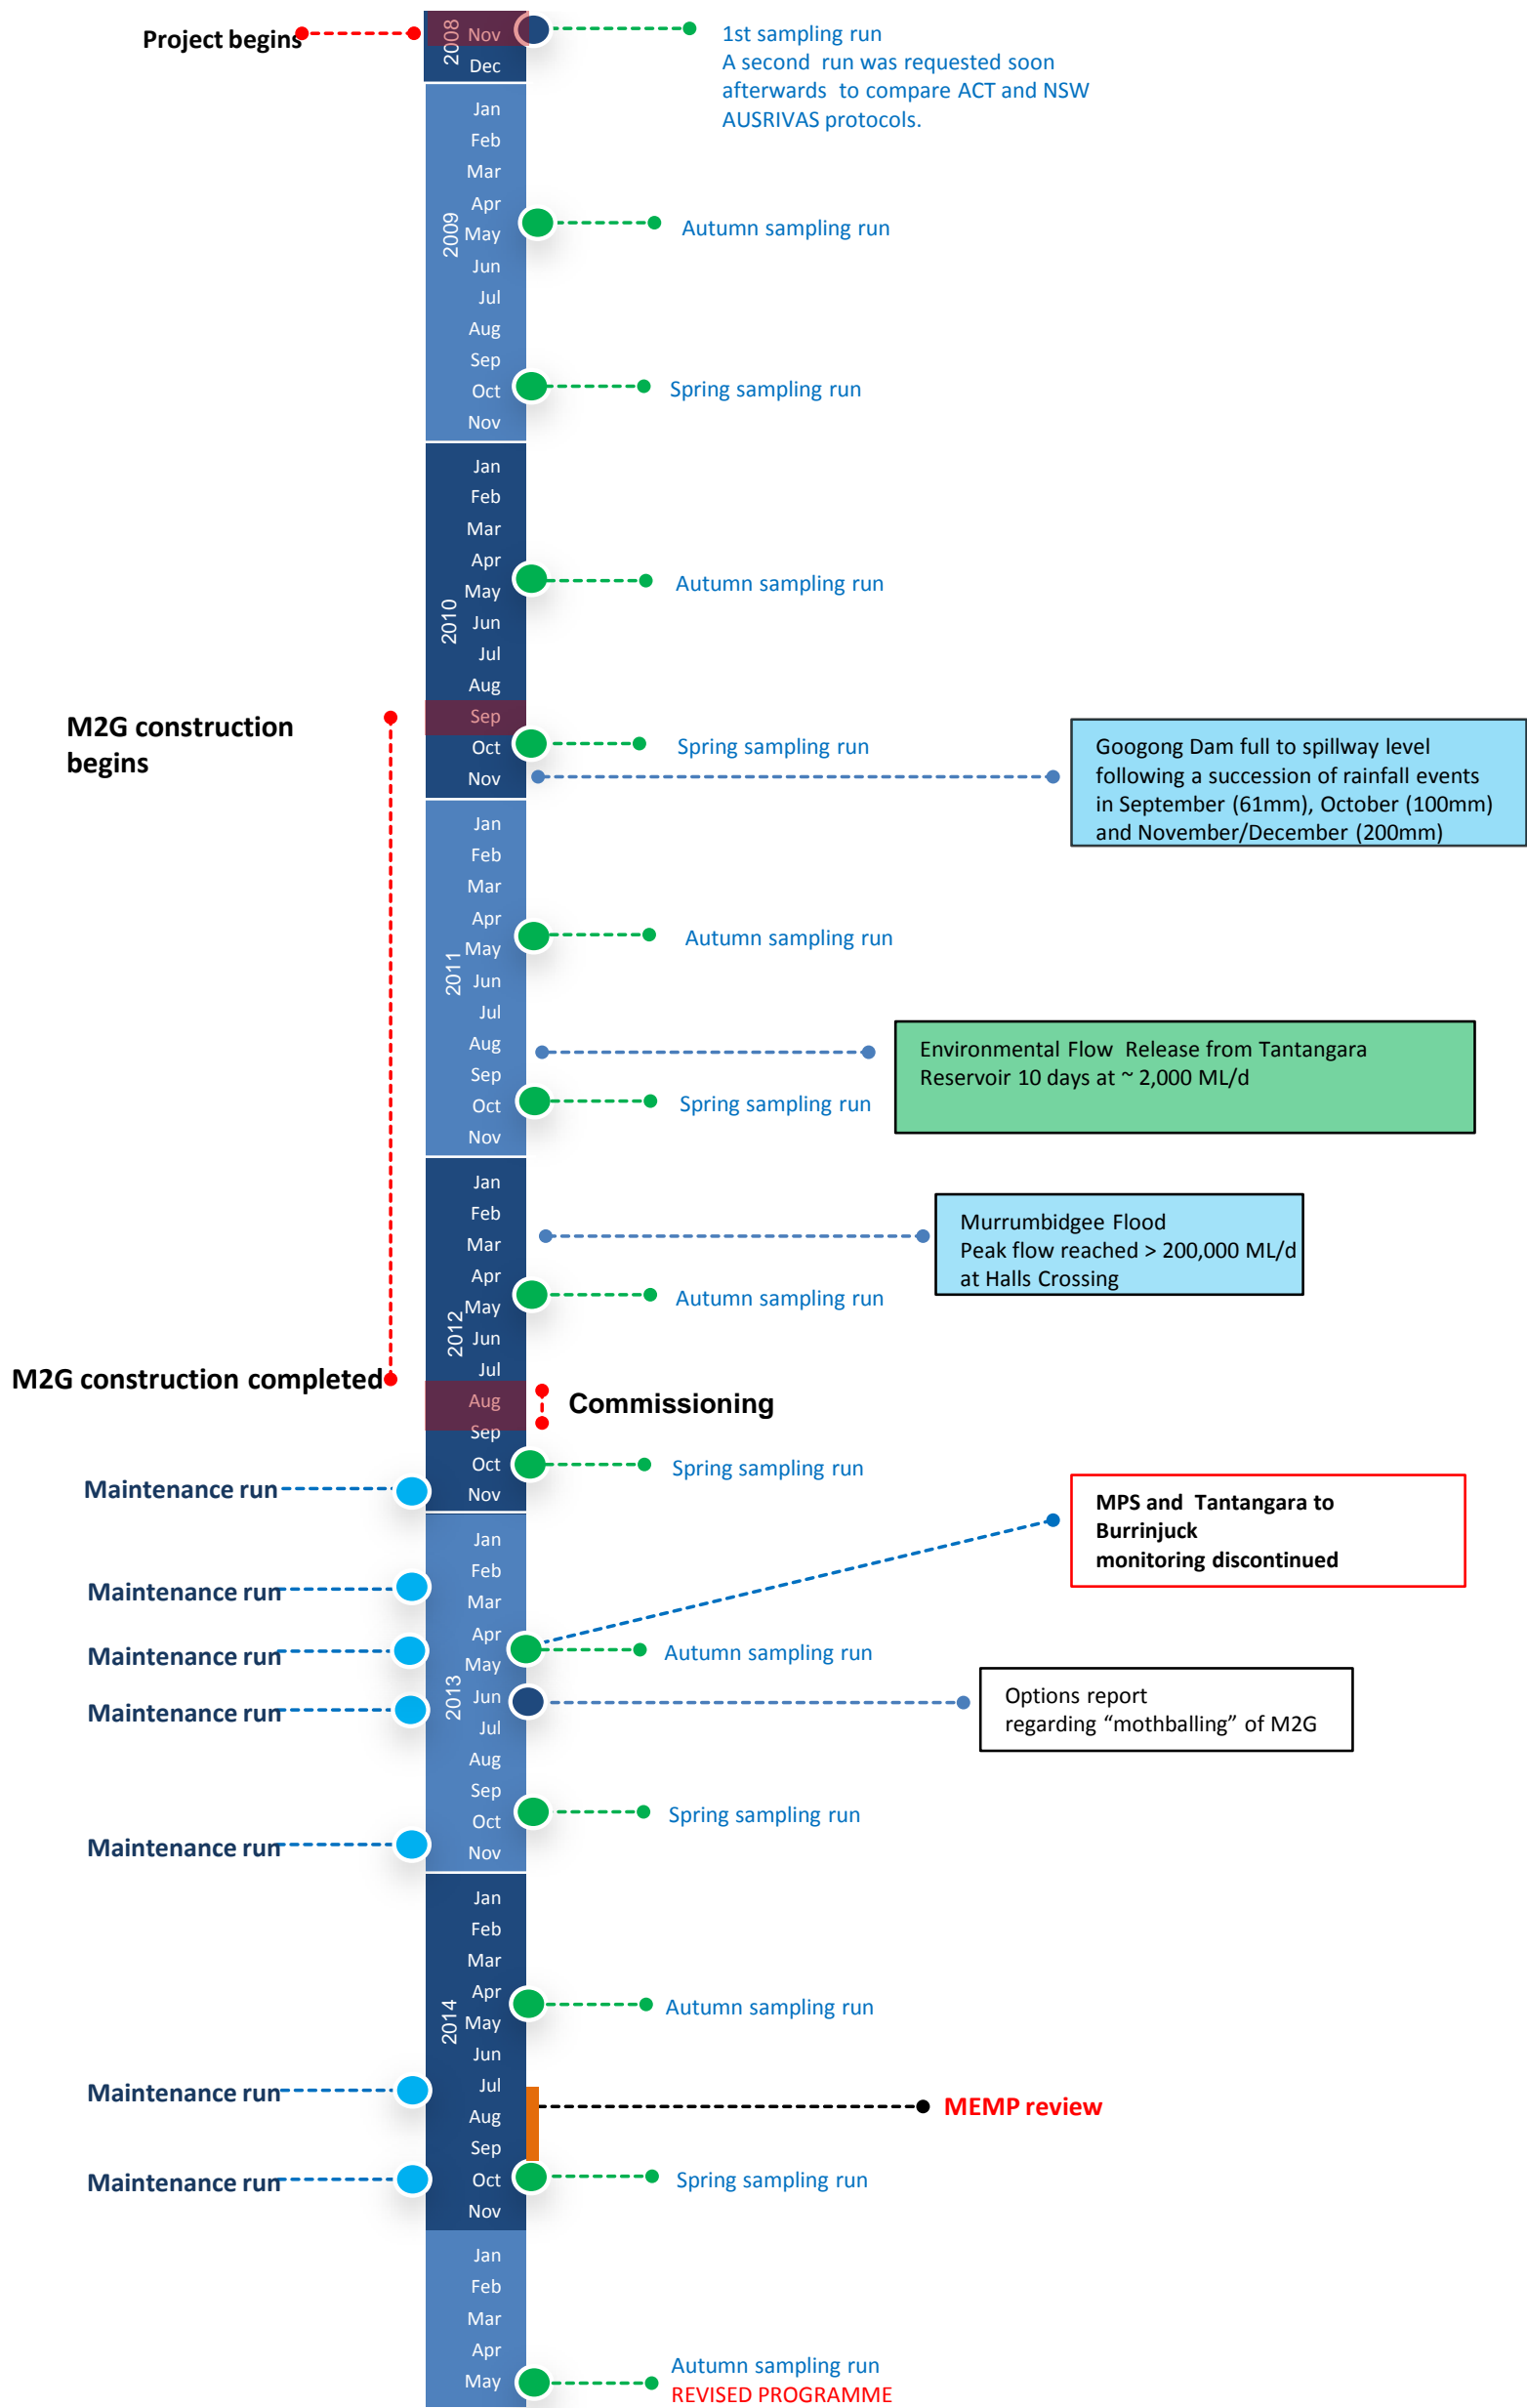 Project begins
2008
Nov
Dec
1st sampling run
A second run was requested soon
afterwards to compare ACT and NSW
AUSRIVAS protocols.
2009
Jan
Feb
Mar
Apr
May
Jun
Jul
Aug
Sep
Oct
Nov
Autumn sampling run
Spring sampling run
2010
Jan
Feb
Mar
Apr
May
Jun
Jul
Aug
Sep
Oct
Nov
Autumn sampling run
M2G construction
begins
Spring sampling run
Googong Dam full to spillway level
following a succession of rainfall events
in September (61mm), October (100mm)
and November/December (200mm)
2011
Jan
Feb
Mar
Apr
May
Jun
Jul
Aug
Sep
Oct
Nov
Autumn sampling run
Environmental Flow Release from Tantangara
Reservoir 10 days at ~ 2,000 ML/d
Spring sampling run
2012
Jan
Feb
Mar
Apr
May
Jun
Jul
Aug
Sep
Oct
Nov
Murrumbidgee Flood
Peak flow reached > 200,000 ML/d
at Halls Crossing
Autumn sampling run
M2G construction completed
Commissioning
Spring sampling run
Maintenance run
2013
Jan
Feb
Mar
Apr
May
Jun
Jul
Aug
Sep
Oct
Nov
MPS and Tantangara to
Burrinjuck
monitoring discontinued
Maintenance run
Maintenance run
Autumn sampling run
Maintenance run
Options report
regarding “mothballing” of M2G
Spring sampling run
Maintenance run
2014
Jan
Feb
Mar
Apr
May
Jun
Jul
Aug
Sep
Oct
Nov
Autumn sampling run
Maintenance run
MEMP review
Maintenance run
Spring sampling run
Jan
Feb
Mar
Apr
May
Autumn sampling run
REVISED PROGRAMME